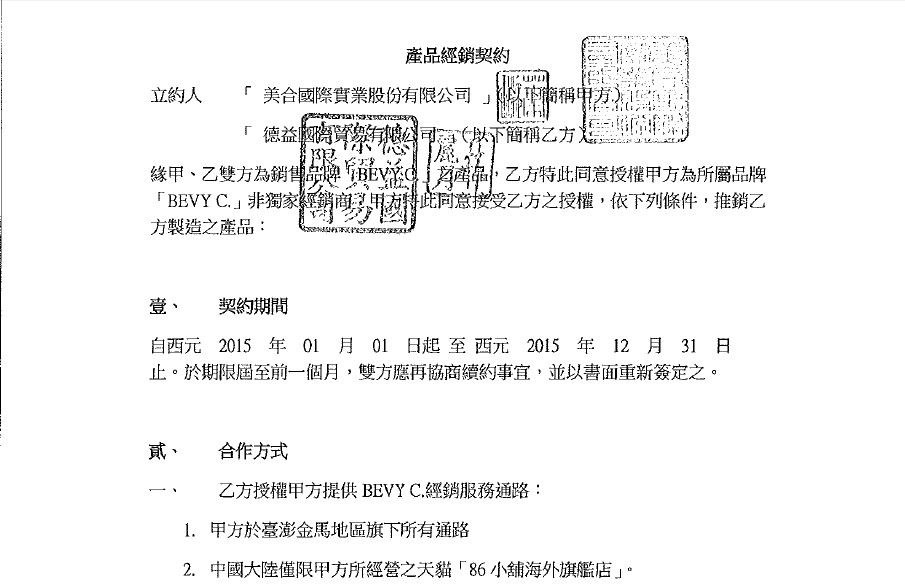 產品經銷契約
立約人 「 美合國際實業股份有限公司 」(以下簡稱甲方)
「 德益國際貿易有限公司 」(以下簡稱乙方)
緣甲、乙雙方為銷售品牌「BEVY C.」之產品，乙方特此同意授權甲方為所屬品牌
「BEVY C.」非獨家經銷商，甲方特此同意接受乙方之授權，依下列條件，推銷乙
方製造之產品：
壹、 契約期間
自西元 2015 年 01 月 01 日起 至 西元 2015 年 12 月 31 日
止。於期限屆至前一個月，雙方應再協商續約事宜，並以書面重新簽定之。
貳、 合作方式
一、 乙方授權甲方提供 BEVY C.經銷服務通路：
1. 甲方於臺澎金馬地區旗下所有通路
2. 中國大陸僅限甲方所經營之天貓「86 小舖海外旗艦店」。
德益國
際貿易
有限公司